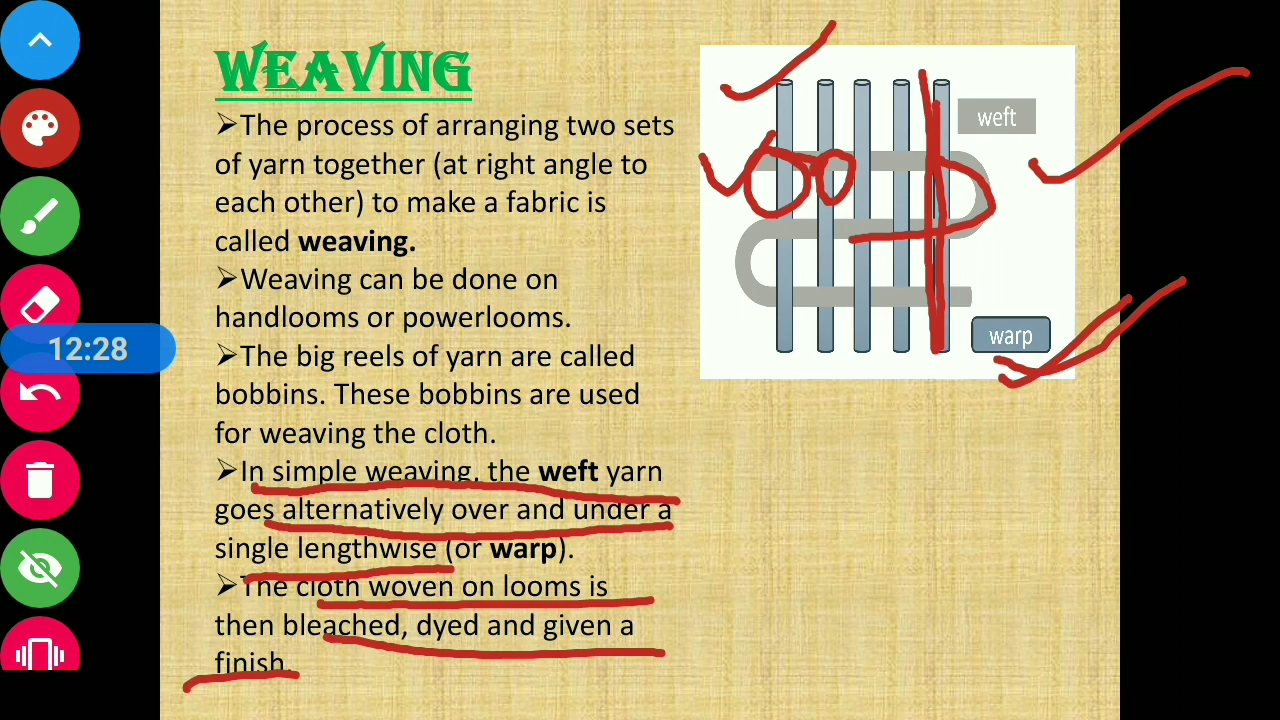 WEAVING
➢The process of arranging two sets
of yarn together (at right angle to
each other) to make a fabric is
called weaving.
➢Weaving can be done on
handlooms or powerlooms.
➢The big reels of yarn are called
bobbins. These bobbins are used
for weaving the cloth.
➢In simple weaving, the weft yarn
goes alternatively over and under a
single lengthwise (or warp).
➢The cloth woven on looms is
then bleached, dyed and given a
finish.
weft
warp
12:28